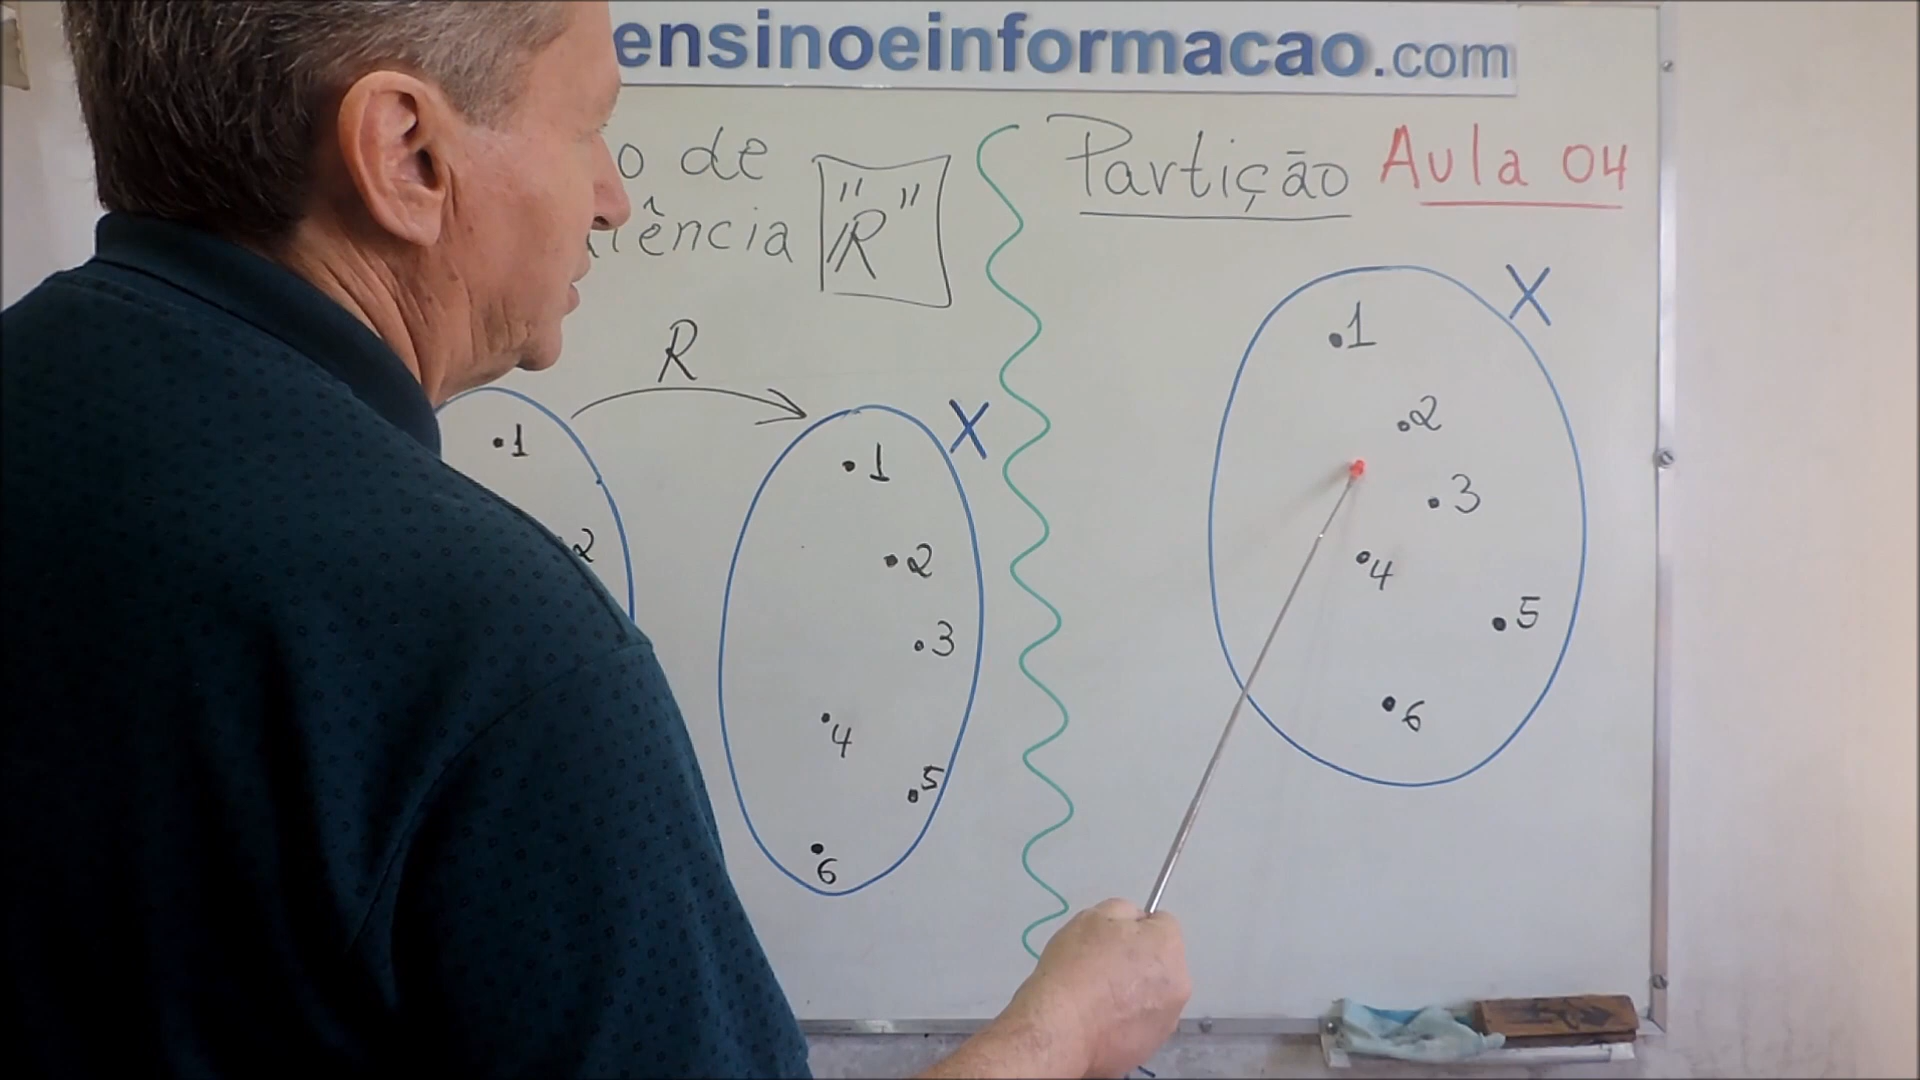 ensinoeinformacao.com
o de
lência
"R"
Partição Aula 04
R
X
X
.1
.2
.1
.2
.3
.4
.5
.6
.1
.2
.3
.4
.5
.6